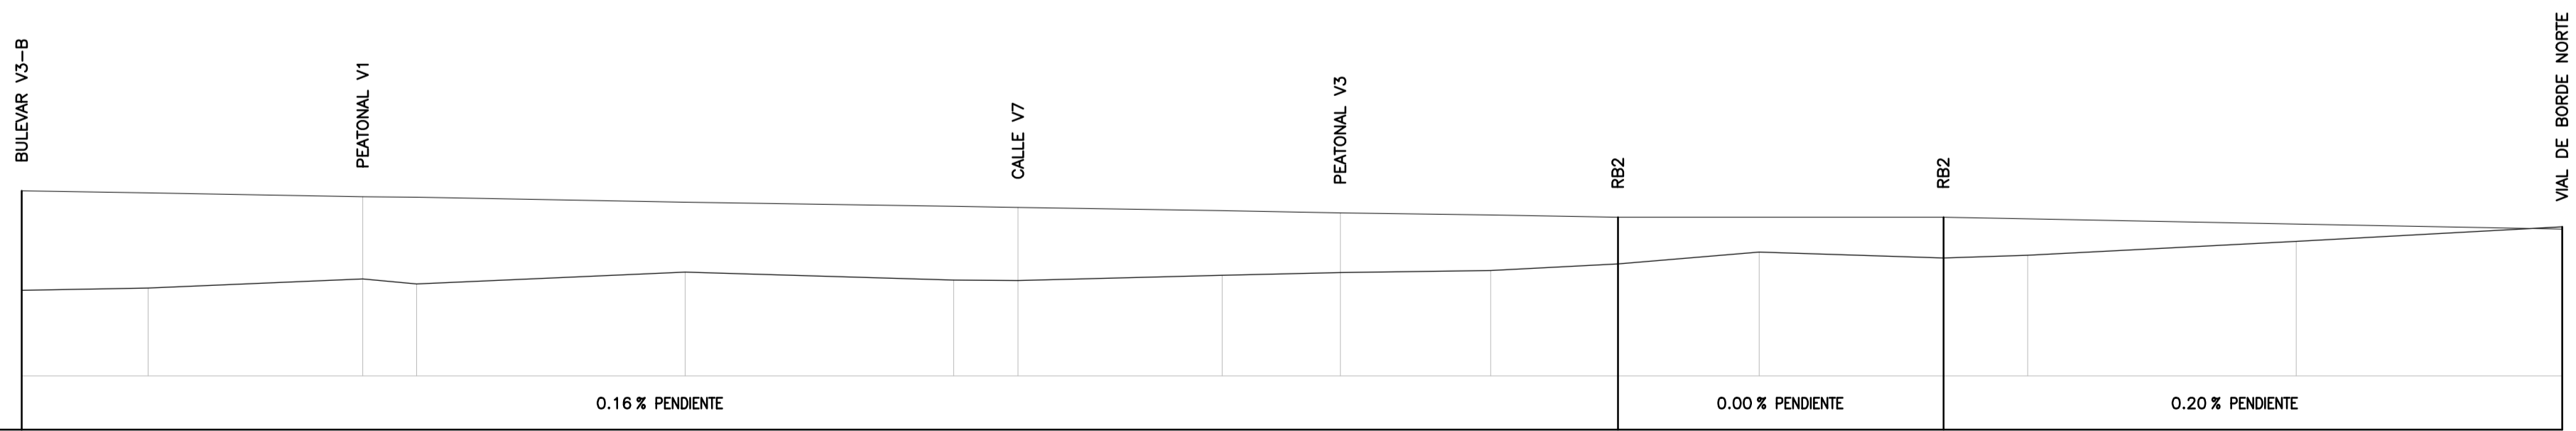 BULEVAR V3-B
PEATONAL V1
CALLE V7
PEATONAL V3
RB2
RB2
VIAL DE BORDE NORTE
0.16 % PENDIENTE
0.00 % PENDIENTE
0.20 % PENDIENTE